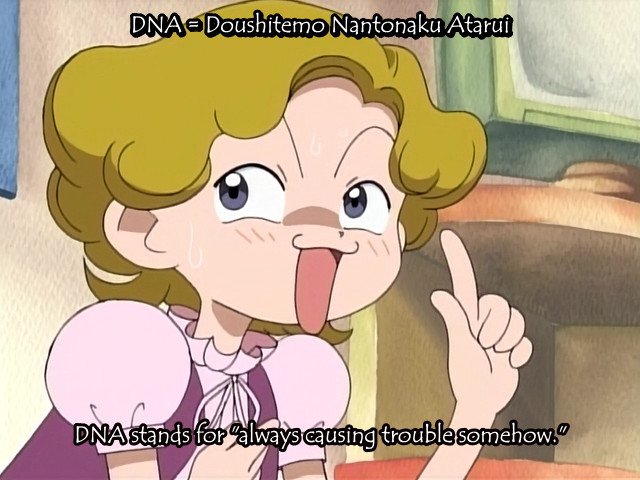 DNA = Doushitemo Nantonaku Atarui
DNA stands for "always causing trouble somehow."